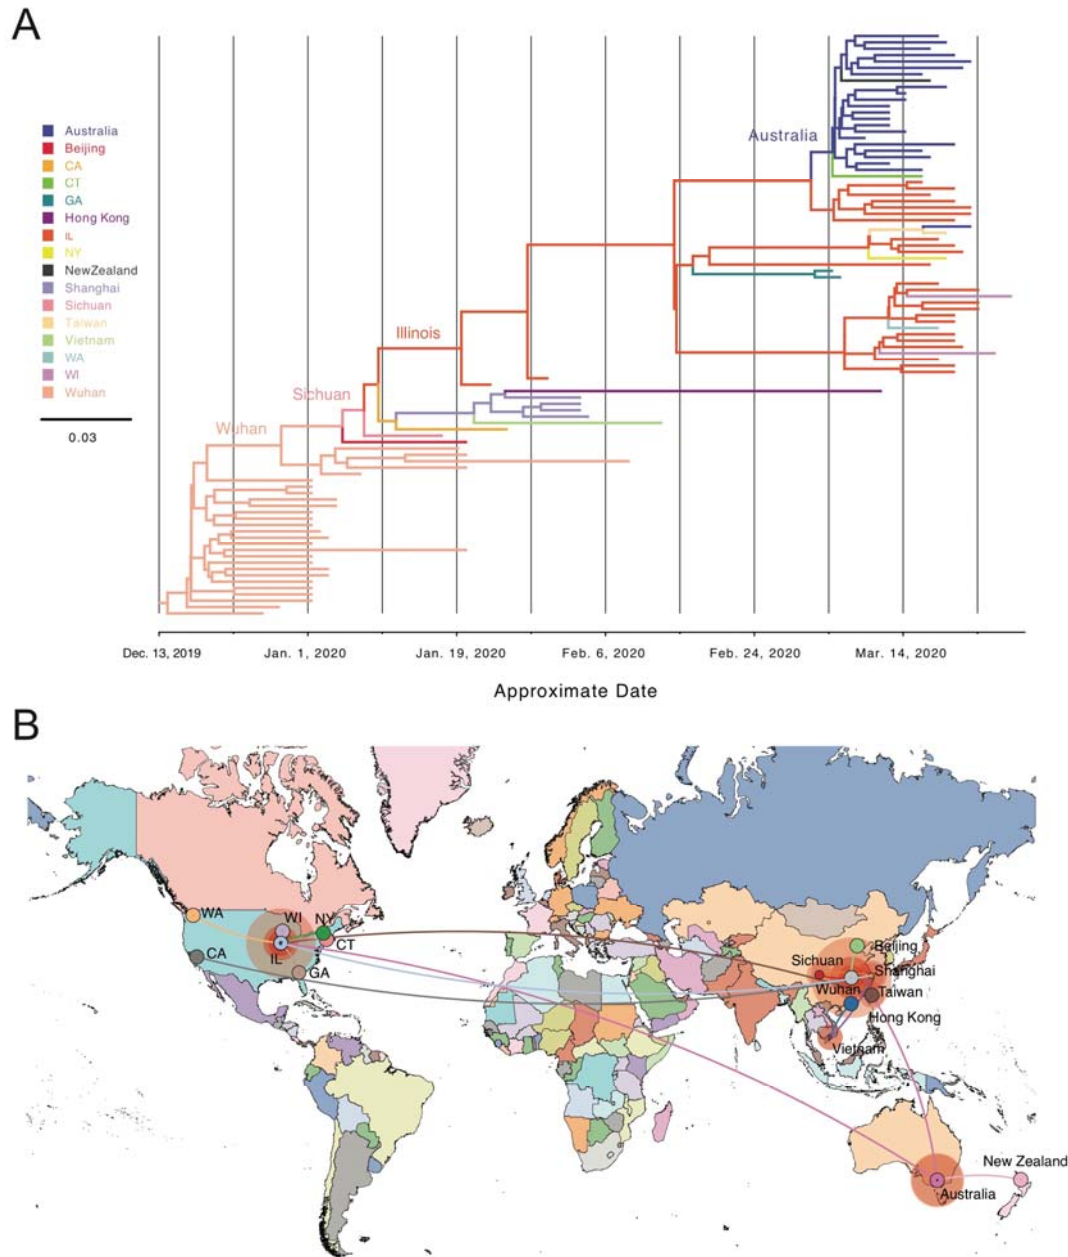 A
Australia
Beijing
CA
CT
GA
Hong Kong
IL
NY
NewZealand
Shanghai
Sichuan
Taiwan
Vietnam
WA
WI
Wuhan
0.03
Australia
Illinois
Sichuan
Wuhan
Dec. 13, 2019 Jan. 1, 2020 Jan. 19, 2020 Feb. 6, 2020 Feb. 24, 2020 Mar. 14, 2020
Approximate Date
B
WA
WI
NY
CT
CA
IL
GA
Beijing
Sichuan
Shanghai
Wuhan
Taiwan
Hong Kong
Vietnam
New Zealand
Australia